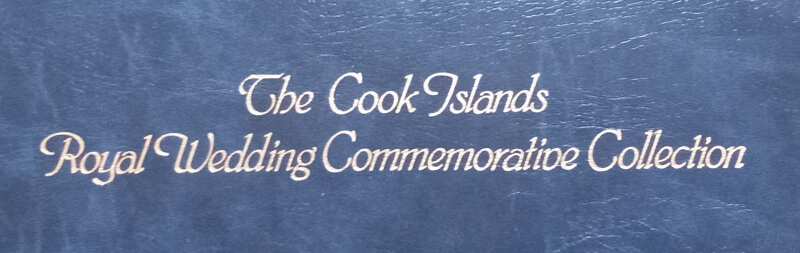 The Cook Islands
Royal Wedding Commemorative Collection